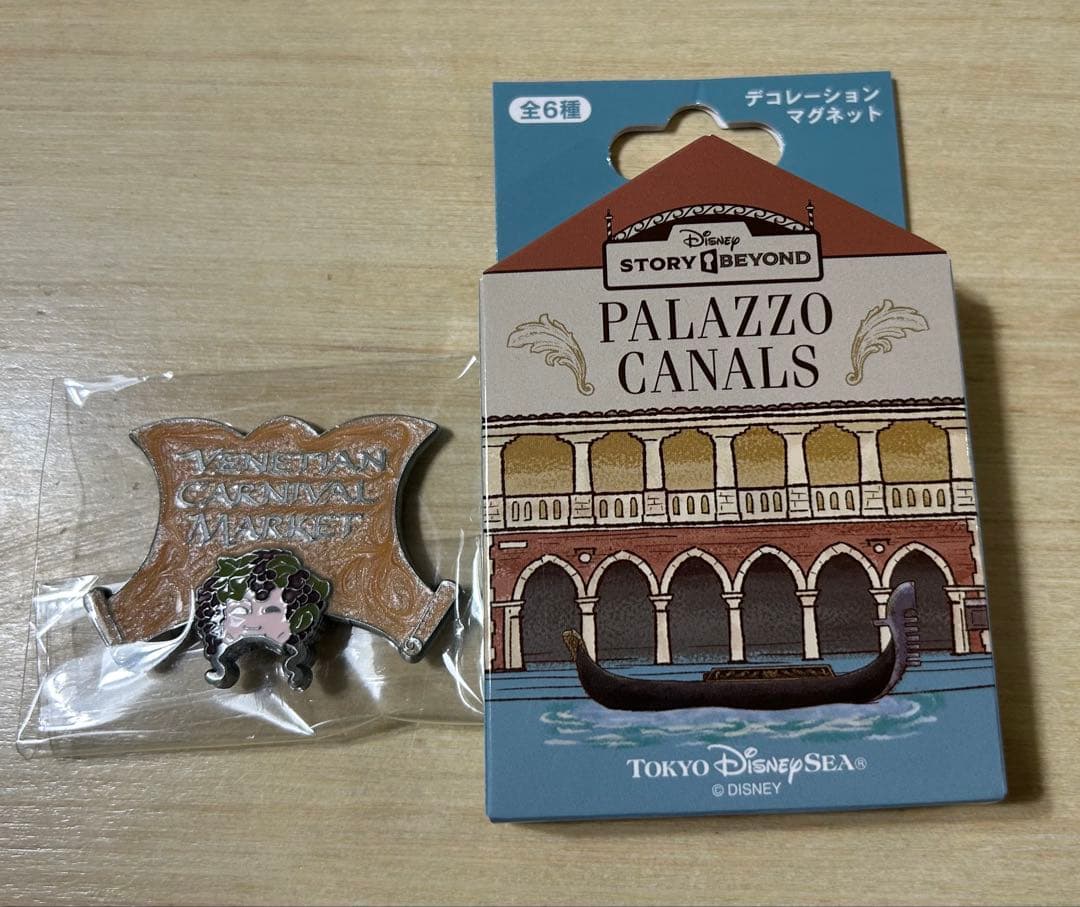 全6種
デコレーション
マグネット
Disney
STORY BEYOND
PALAZZO
CANALS
VENETIAN
CARNIVAL
MARKET
TOKYO DISNEYSEA®
© DISNEY